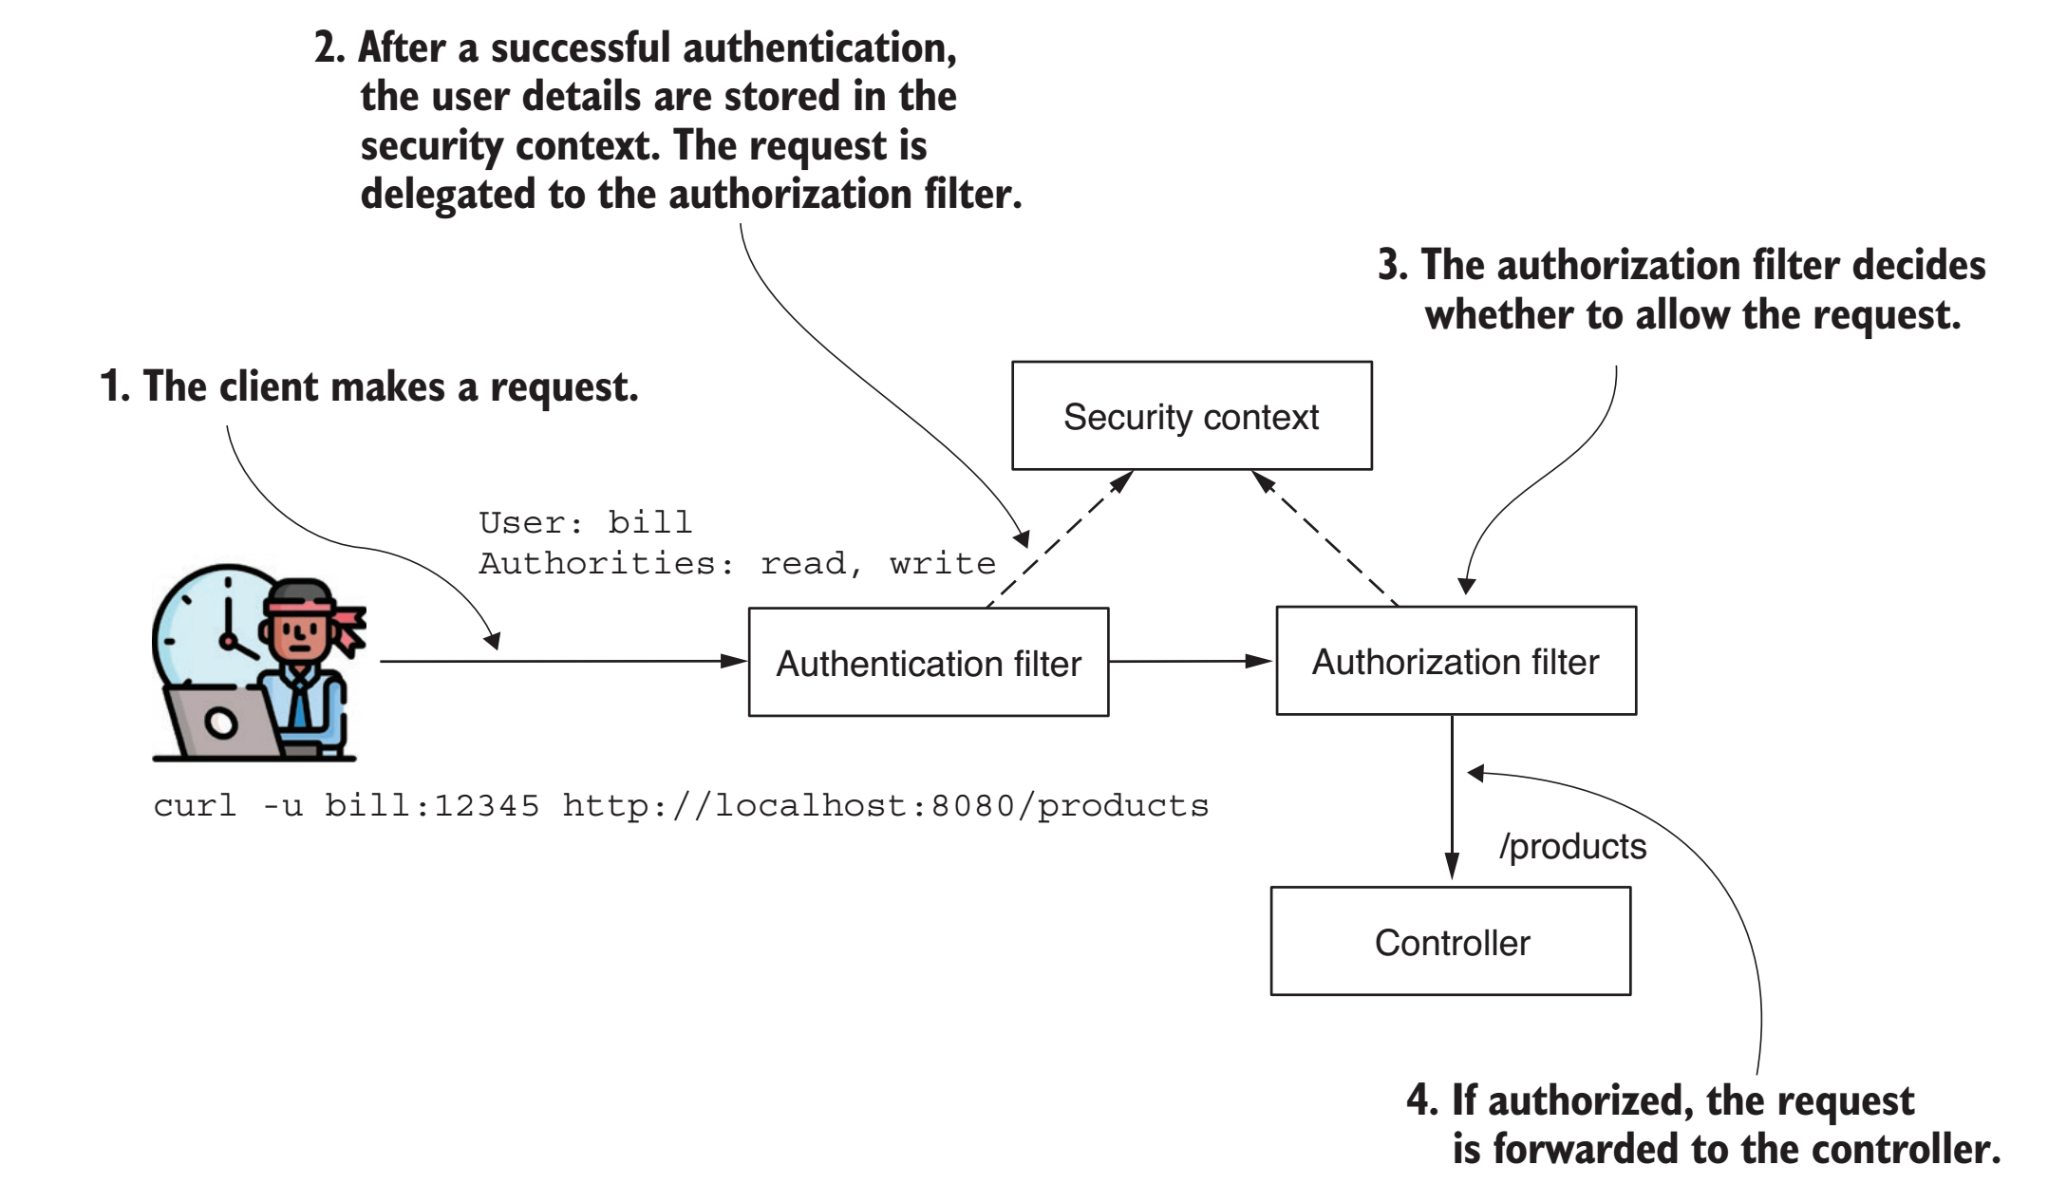 2. After a successful authentication,
the user details are stored in the
security context. The request is
delegated to the authorization filter.
3. The authorization filter decides
whether to allow the request.
1. The client makes a request.
Security context
User: bill
Authorities: read, write
Authentication filter
Authorization filter
curl -u bill:12345 http://localhost:8080/products
/products
Controller
4. If authorized, the request
is forwarded to the controller.